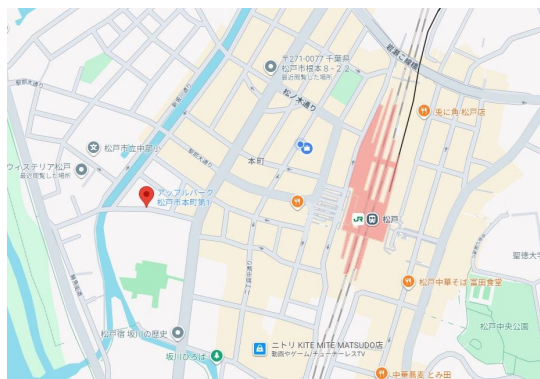 〒271-0077 千葉県
松戸市根本８−２２
最近閲覧した場所
松ノ木通り
兎に角 松戸店
松戸市立中部小
本町
ウィステリア松戸
最近閲覧した場所
アップルパーク
松戸市本町第1
JR
松戸
聖徳大学
松戸中華そば 富田食堂
松戸中央公園
松戸宿 坂川の歴史
坂川ひろば
ニトリ KITE MITE MATSUDO店
動画やゲーム/チューナーレスTV
中華蕎麦 とみ田